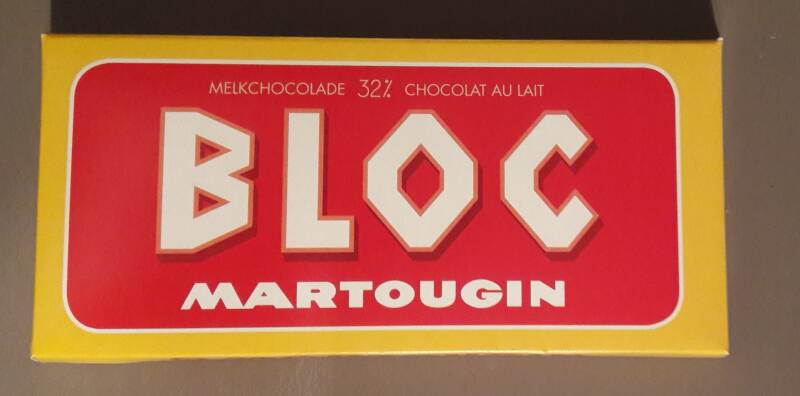 MELKCHOCOLADE 32% CHOCOLAT AU LAIT
BLOC
MARTOUGIN